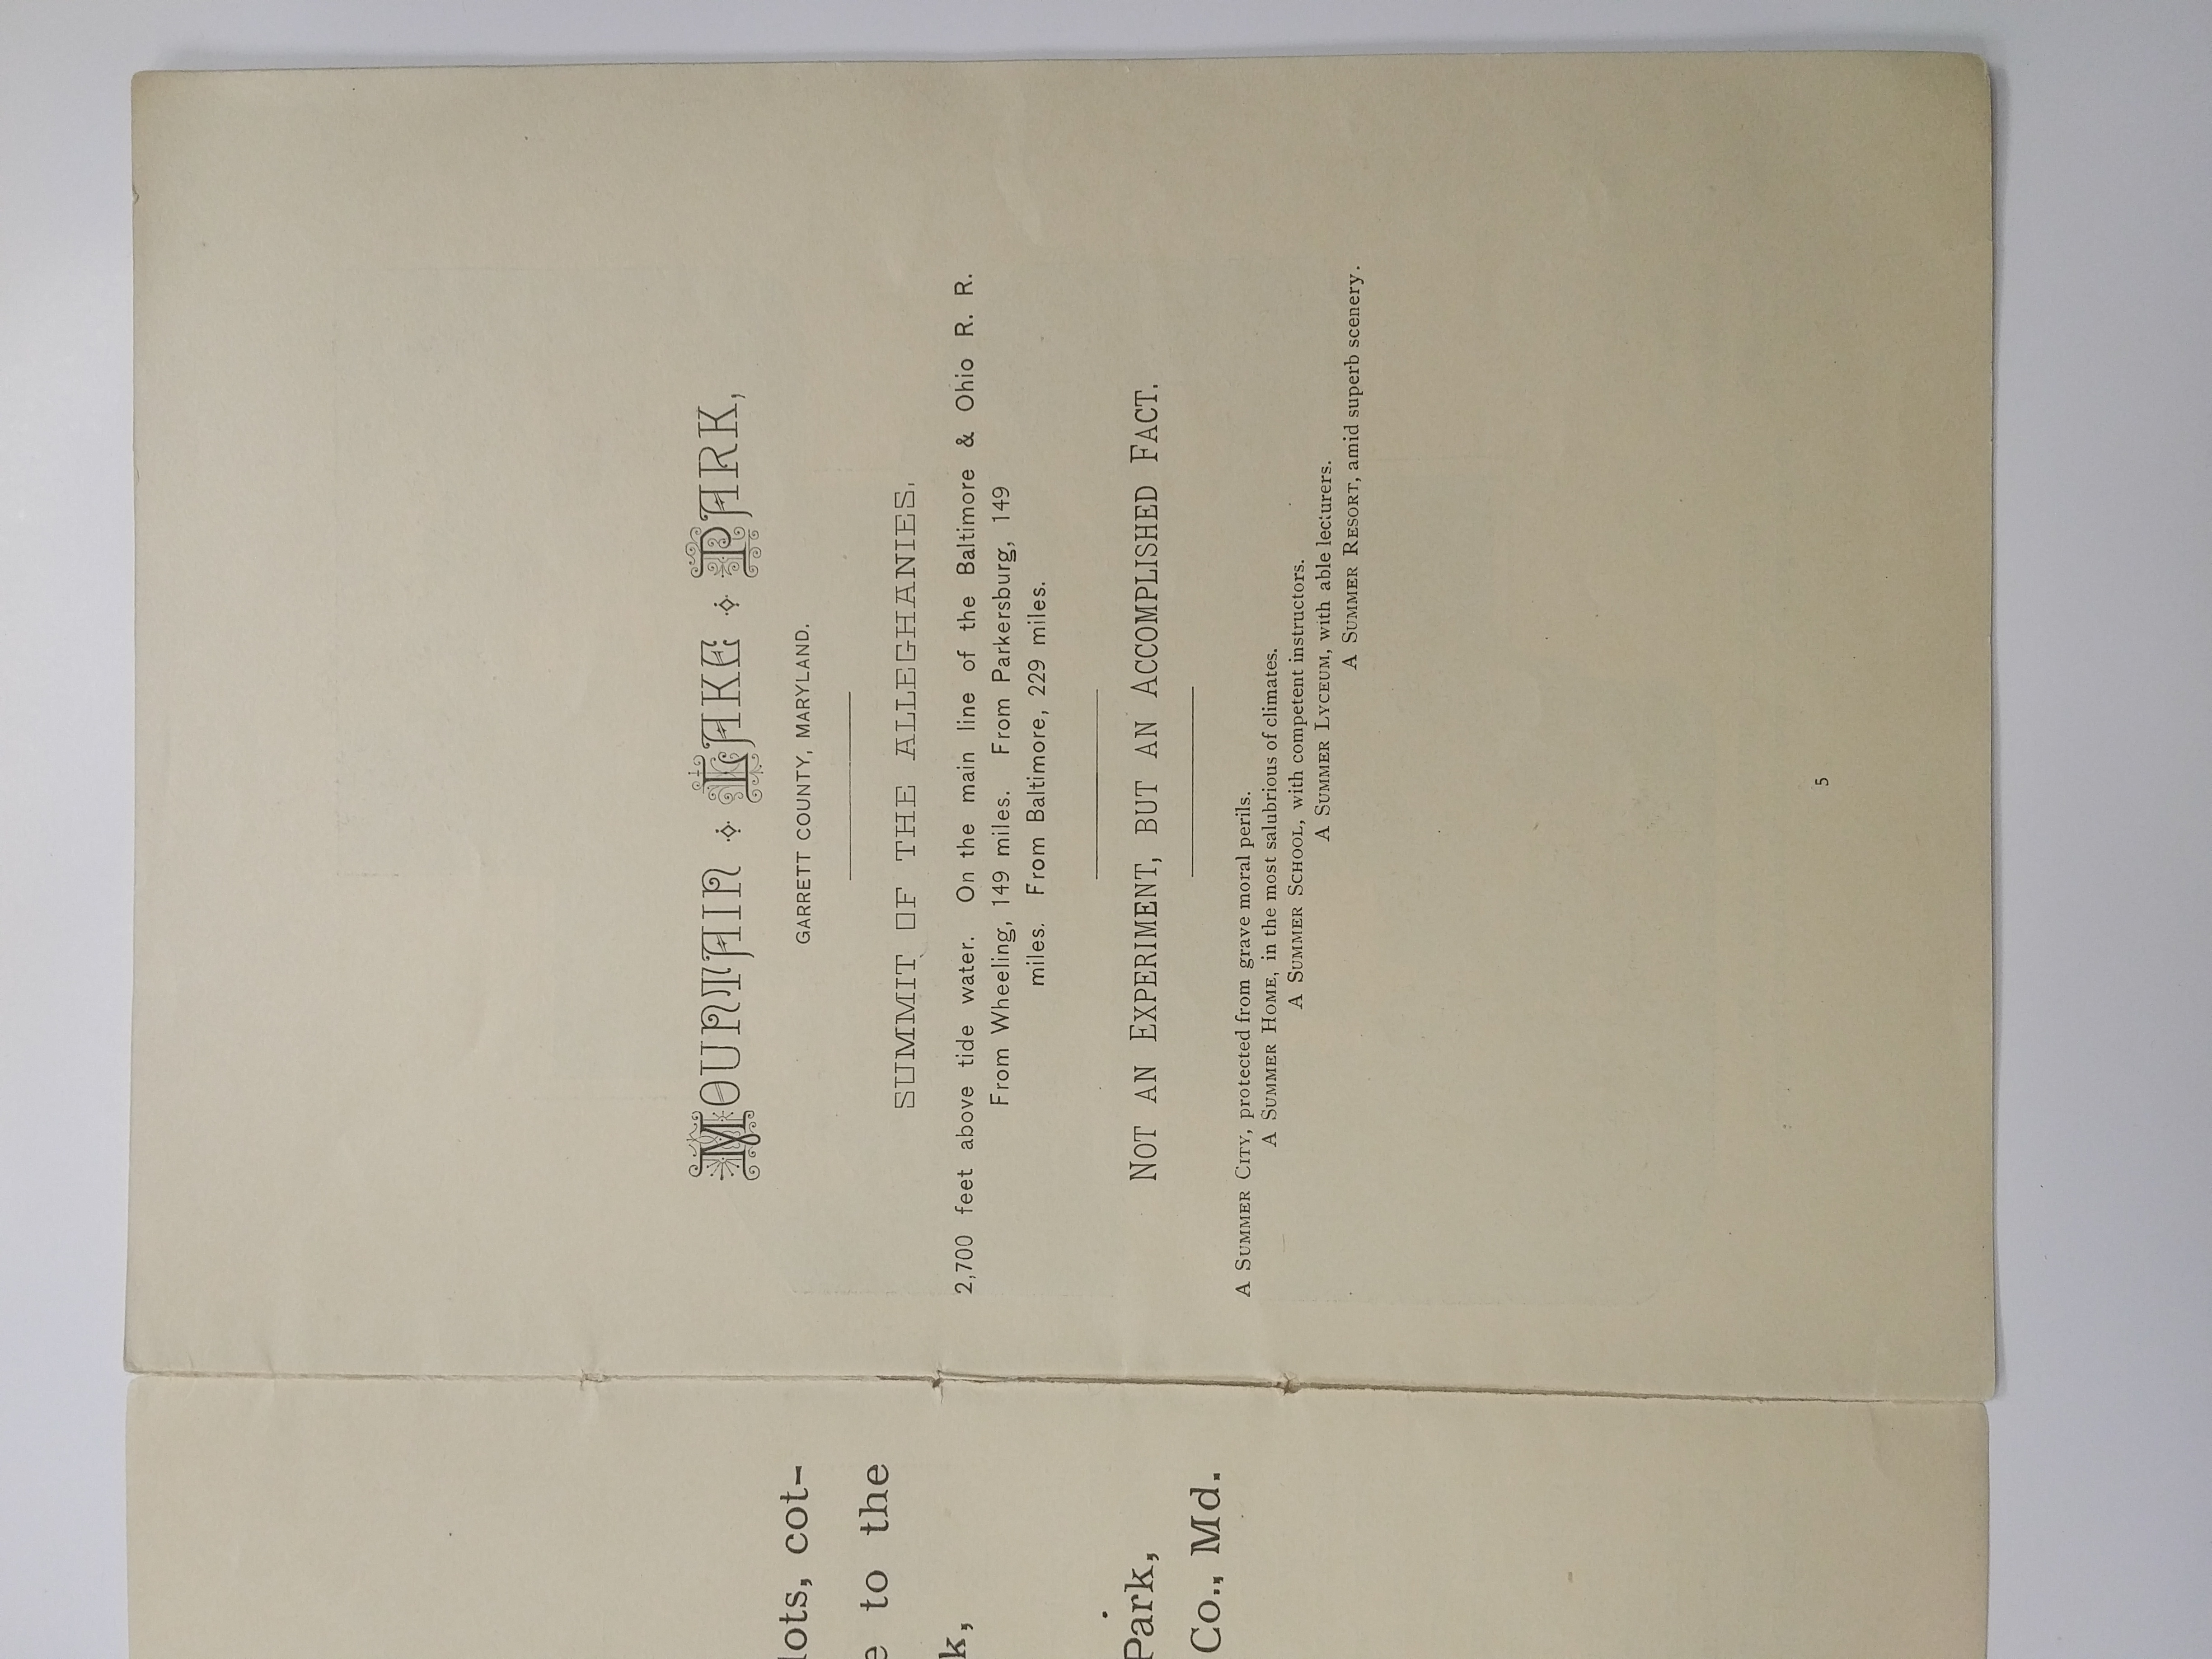 lots, cot-
e to the
k,
Park,
Co., Md.
MOUNTAIN LAKE PARK,
GARRETT COUNTY, MARYLAND.
SUMMIT OF THE ALLEGHANIES.
2,700 feet above tide water. On the main line of the Baltimore & Ohio R. R.
From Wheeling, 149 miles. From Parkersburg, 149
miles. From Baltimore, 229 miles.
NOT AN EXPERIMENT, BUT AN ACCOMPLISHED FACT.
A SUMMER CITY, protected from grave moral perils.
A SUMMER HOME, in the most salubrious of climates.
A SUMMER SCHOOL, with competent instructors.
A SUMMER LYCEUM, with able lecturers.
A SUMMER RESORT, amid superb scenery.
5